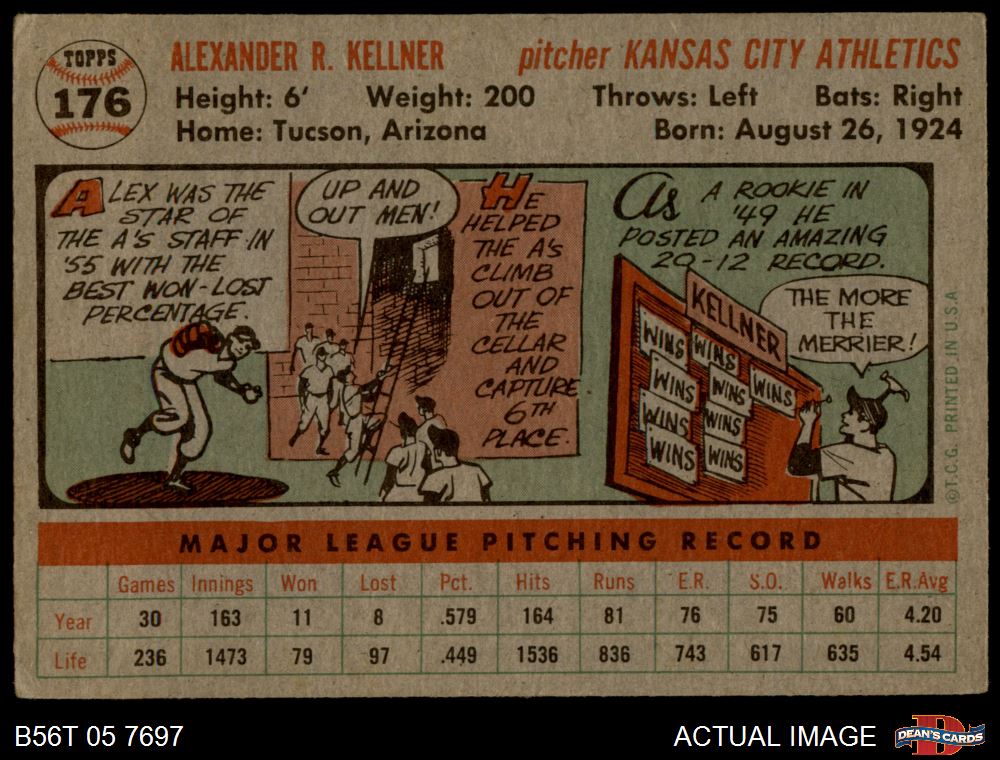 TOPPS
176
ALEXANDER R. KELLNER pitcher KANSAS CITY ATHLETICS
Height: 6' Weight: 200 Throws: Left Bats: Right
Home: Tucson, Arizona Born: August 26, 1924
ALEX WAS THE
STAR OF
THE A'S STAFF IN
'55 WITH THE
BEST WON-LOST
PERCENTAGE.
UP AND
OUT MEN!
HE
HELPED
THE A'S
CLIMB
OUT OF
THE
CELLAR
AND
CAPTURE
6TH
PLACE.
As A ROOKIE IN
'49 HE
POSTED AN AMAZING
20-12 RECORD.
KELLNER
WINS
WINS
WINS
WINS
WINS
WINS
WINS
WINS
WINS
THE MORE
THE
MERRIER!
©T.C.G. PRINTED IN U.S.A
MAJOR LEAGUE PITCHING RECORD
Games Innings Won Lost Pct. Hits Runs E.R. S.O. Walks E.R.Avg
Year 30 163 11 8 .579 164 81 76 75 60 4.20
Life 236 1473 79 97 .449 1536 836 743 617 635 4.54
B56T 05 7697 ACTUAL IMAGE
D
DEAN'S CARDS